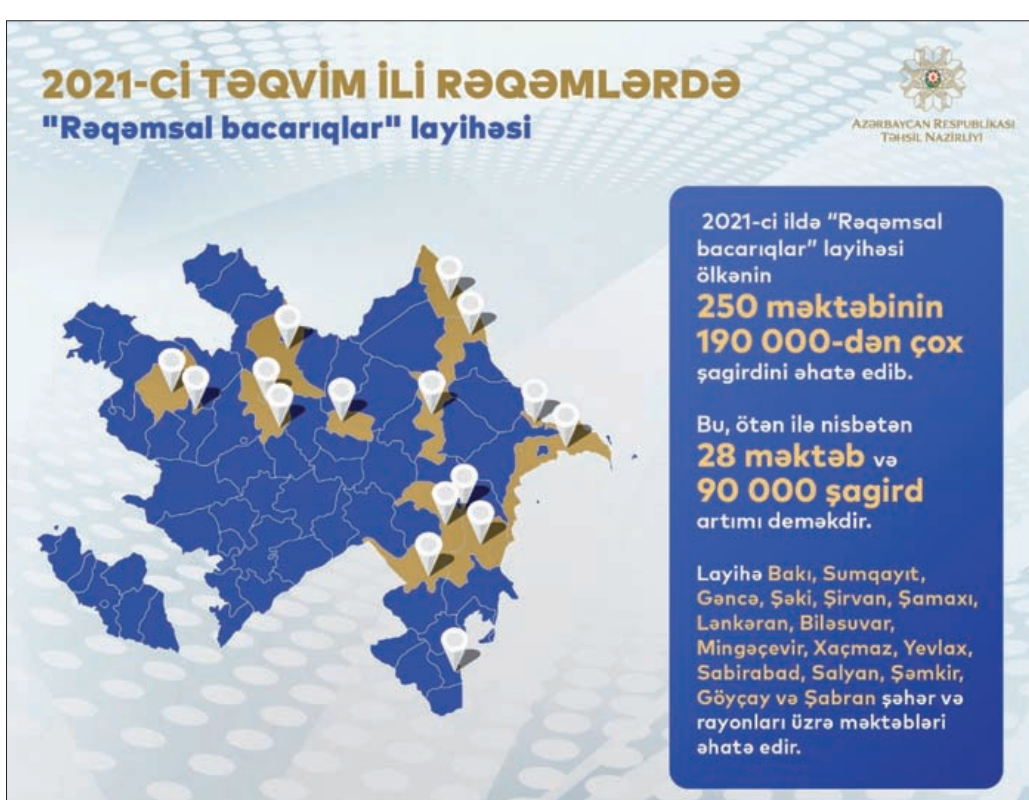 2021-Cİ TƏQVİM İLİ RƏQƏMLƏRDƏ
"Rəqəmsal bacarıqlar" layihəsi
AZƏRBAYCAN RESPUBLİKASI
TƏHSİL NAZİRLİYİ
2021-ci ildə “Rəqəmsal
bacarıqlar” layihəsi
ölkənin
250 məktəbinin
190 000-dən çox
şagirdini əhatə edib.
Bu, ötən ilə nisbətən
28 məktəb və
90 000 şagird
artımı deməkdir.
Layihə Bakı, Sumqayıt,
Gəncə, Şəki, Şirvan, Şamaxı,
Lənkəran, Biləsuvar,
Mingəçevir, Xaçmaz, Yevlax,
Sabirabad, Salyan, Şəmkir,
Göyçay və Şabran şəhər və
rayonları üzrə məktəbləri
əhatə edir.